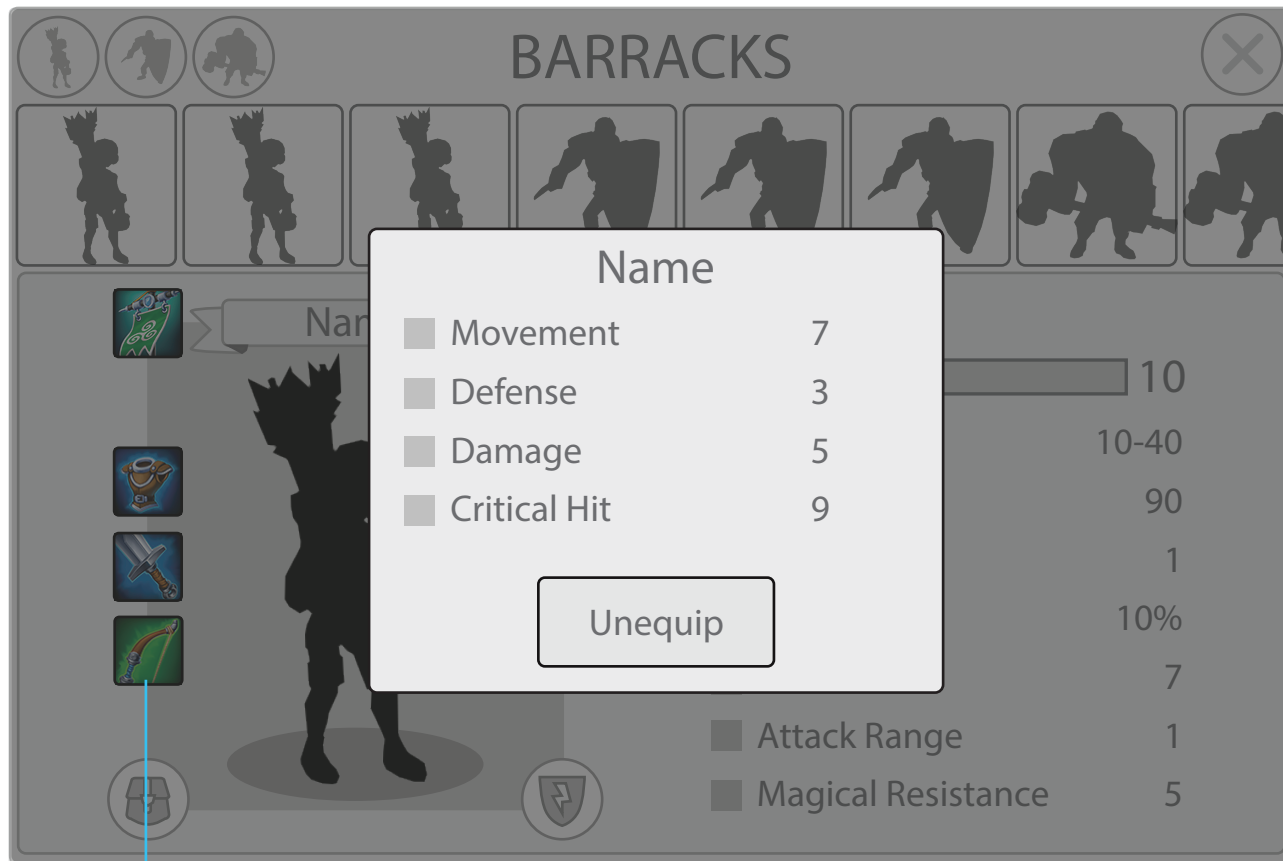 BARRACKS
Name
Movement 7
Defense 3
Damage 5
Critical Hit 9
Unequip
10
10-40
90
1
10%
7
Attack Range 1
Magical Resistance 5